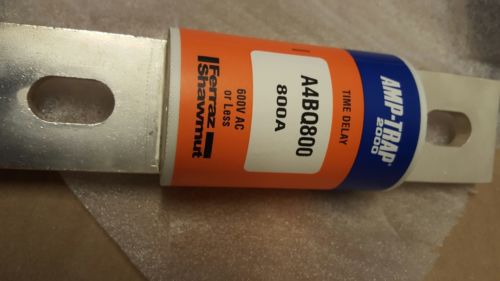 AMP-TRAP®
2000
TIME DELAY
A4BQ800
800A
600V AC
or Less
Ferraz
Shawmut